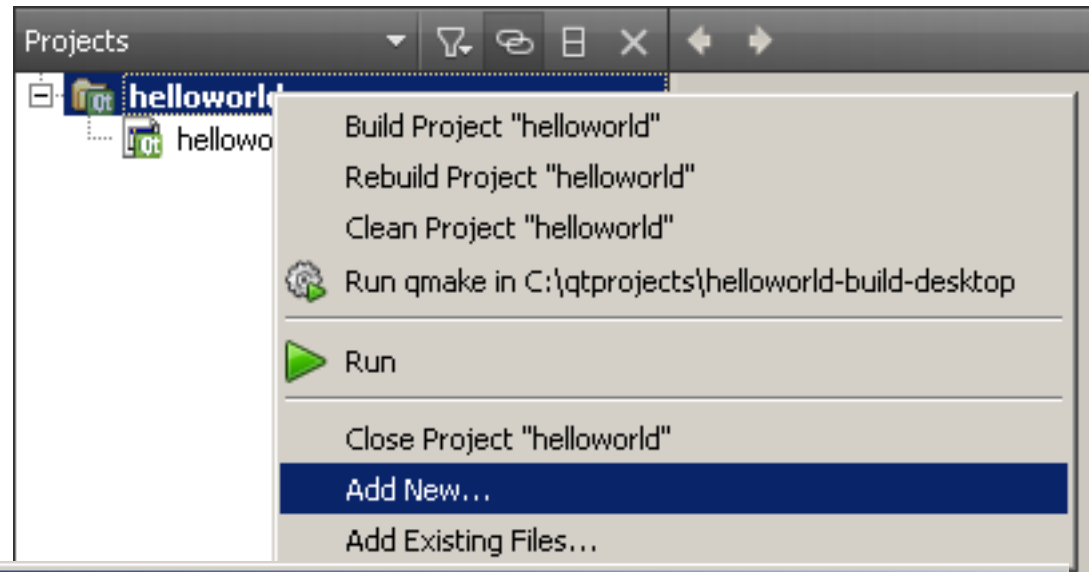 Projects
helloworld
hellowo
Build Project "helloworld"
Rebuild Project "helloworld"
Clean Project "helloworld"
Run qmake in C:\qtprojects\helloworld-build-desktop
Run
Close Project "helloworld"
Add New...
Add Existing Files...